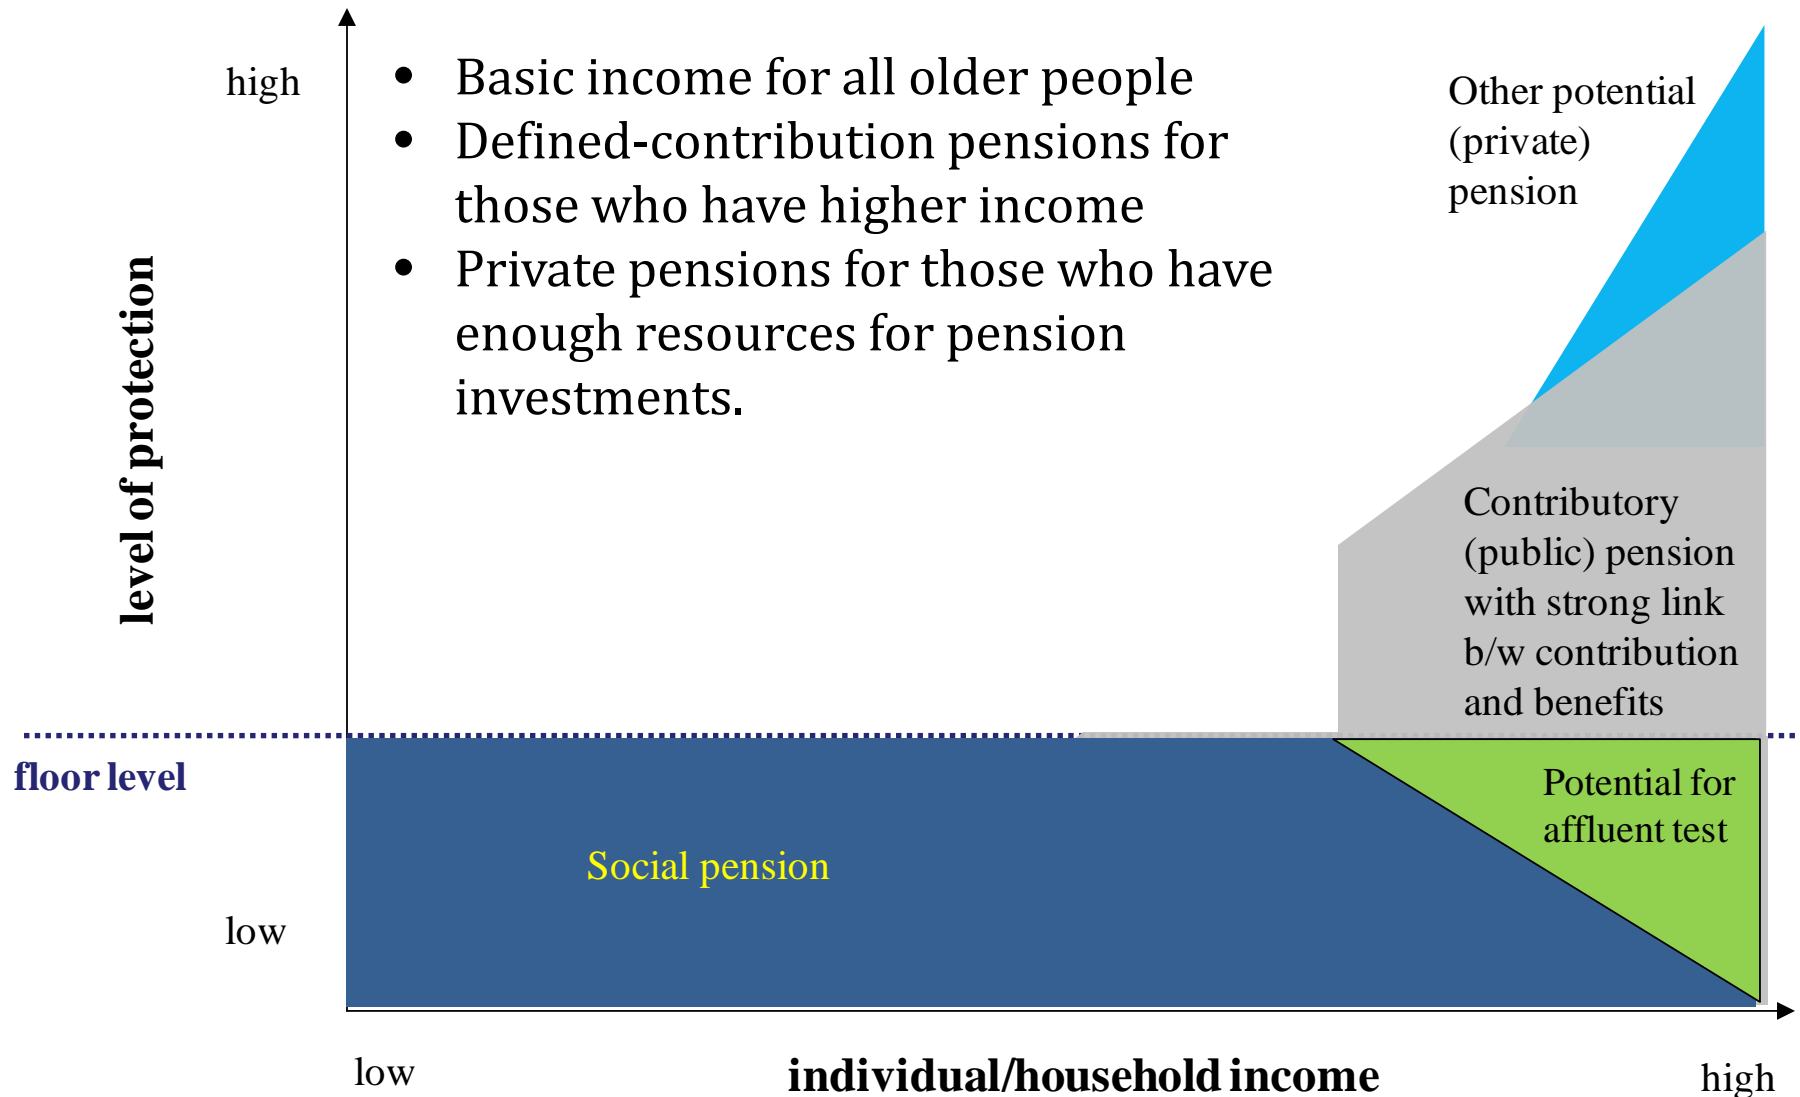 high
• Basic income for all older people
• Defined-contribution pensions for
those who have higher income
• Private pensions for those who have
enough resources for pension
investments.
Other potential
(private)
pension
level of protection
Contributory
(public) pension
with strong link
b/w contribution
and benefits
floor level
Potential for
affluent test
Social pension
low
low
individual/household income
high